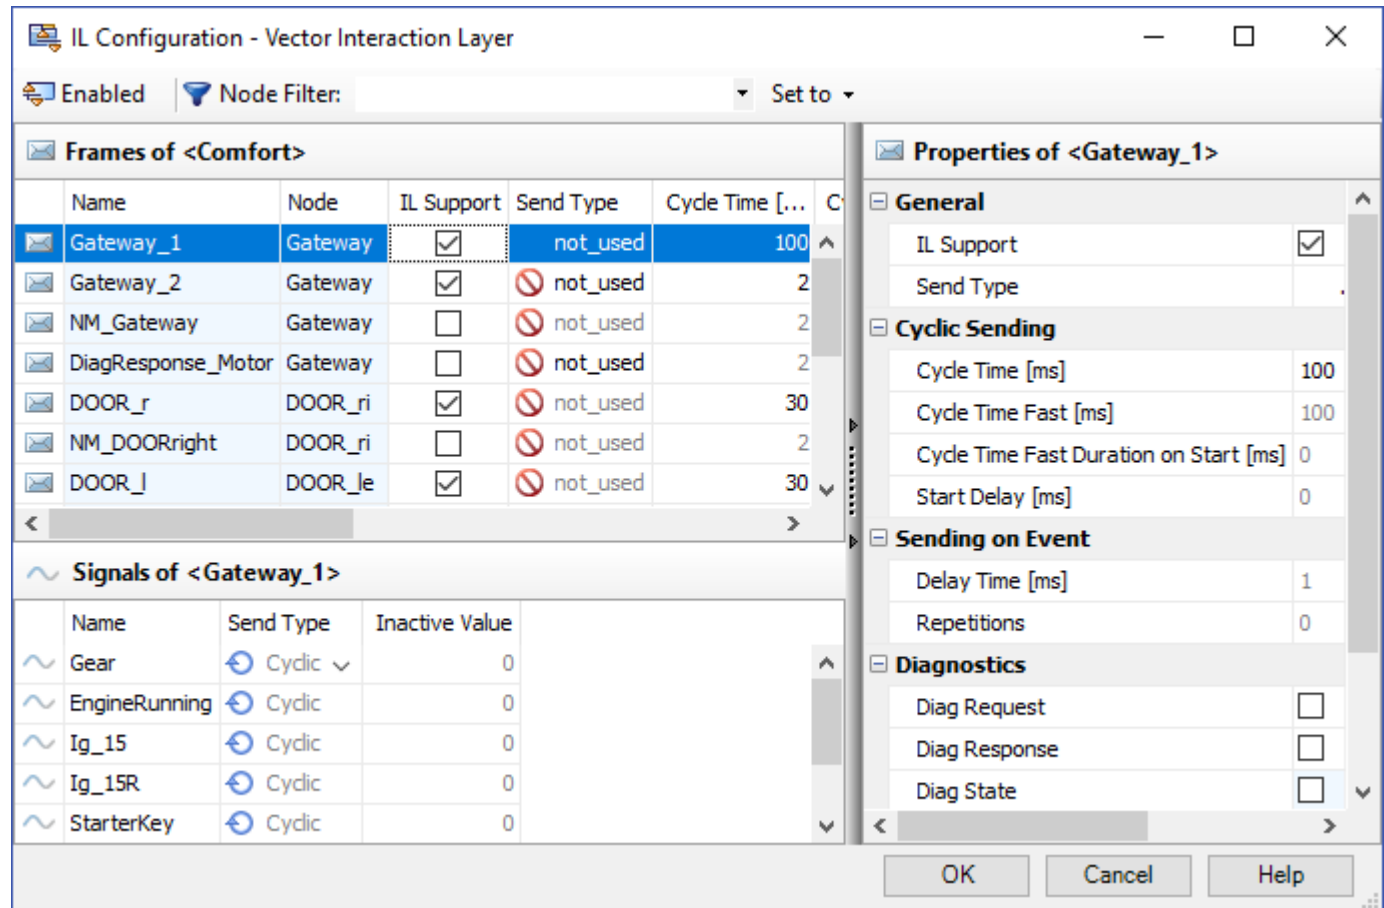 IL Configuration - Vector Interaction Layer
Enabled Node Filter: Set to
Frames of <Comfort>
Name Node IL Support Send Type Cycle Time [...
Gateway_1 Gateway not_used 100
Gateway_2 Gateway not_used 2
NM_Gateway Gateway not_used 2
DiagResponse_Motor Gateway not_used 2
DOOR_r DOOR_ri not_used 30
NM_DOORright DOOR_ri not_used 2
DOOR_l DOOR_le not_used 30
Signals of <Gateway_1>
Name Send Type Inactive Value
Gear Cyclic 0
EngineRunning Cyclic 0
Ig_15 Cyclic 0
Ig_15R Cyclic 0
StarterKey Cyclic 0
Properties of <Gateway_1>
General
IL Support
Send Type
Cyclic Sending
Cycle Time [ms] 100
Cycle Time Fast [ms] 100
Cycle Time Fast Duration on Start [ms] 0
Start Delay [ms] 0
Sending on Event
Delay Time [ms] 1
Repetitions 0
Diagnostics
Diag Request
Diag Response
Diag State
OK Cancel Help